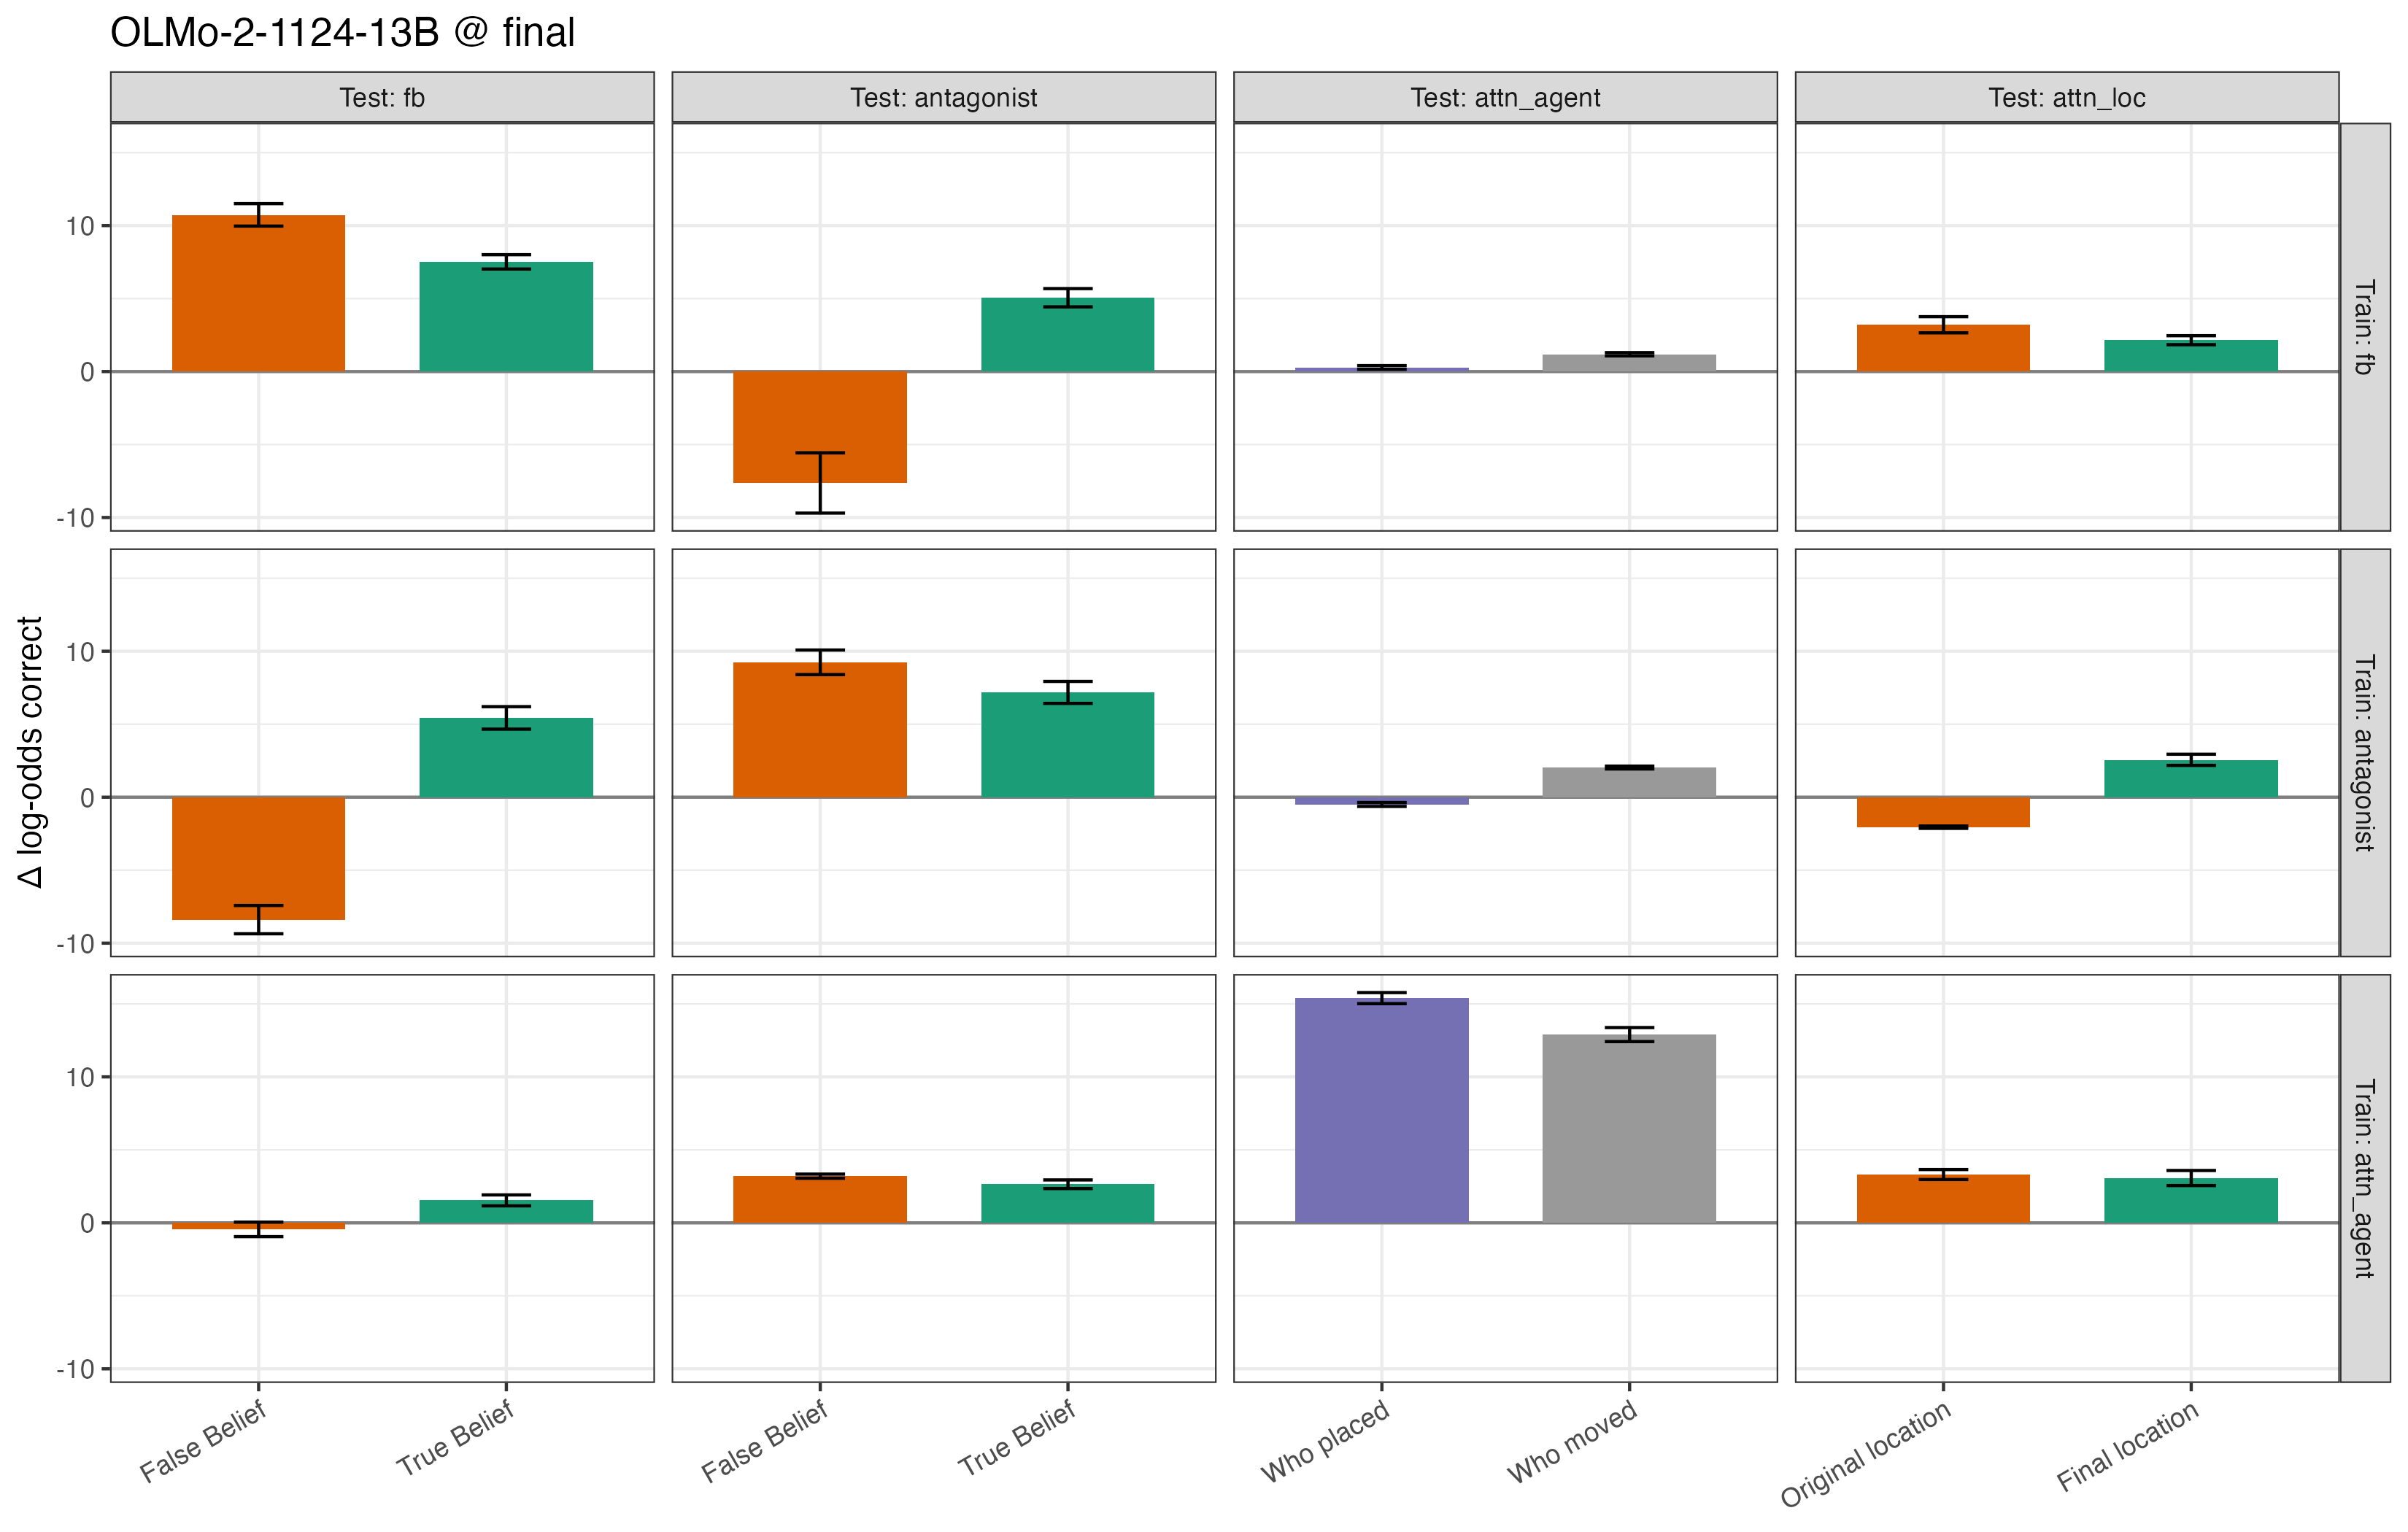 OLMo-2-1124-13B @ final
Test: fb
Test: antagonist
Test: attn_agent
Test: attn_loc
Δ log-odds correct
10
0
-10
Train: fb
10
0
-10
Train: antagonist
10
0
-10
Train: attn_agent
False Belief
True Belief
False Belief
True Belief
Who placed
Who moved
Original location
Final location